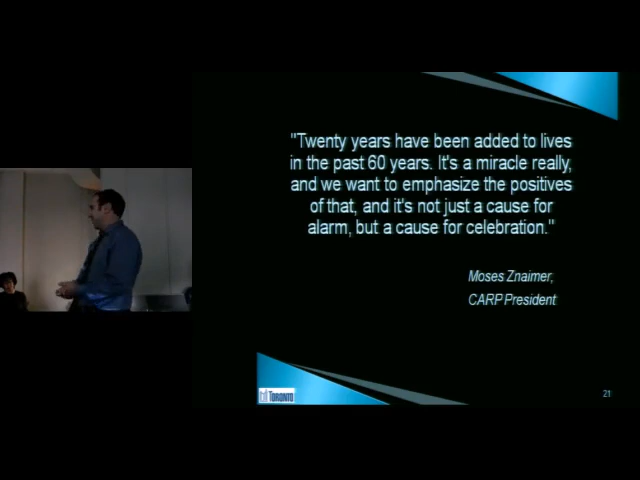 "Twenty years have been added to lives
in the past 60 years. It's a miracle really,
and we want to emphasize the positives
of that, and it's not just a cause for
alarm, but a cause for celebration."
Moses Znaimer,
CARP President
TORONTO
21